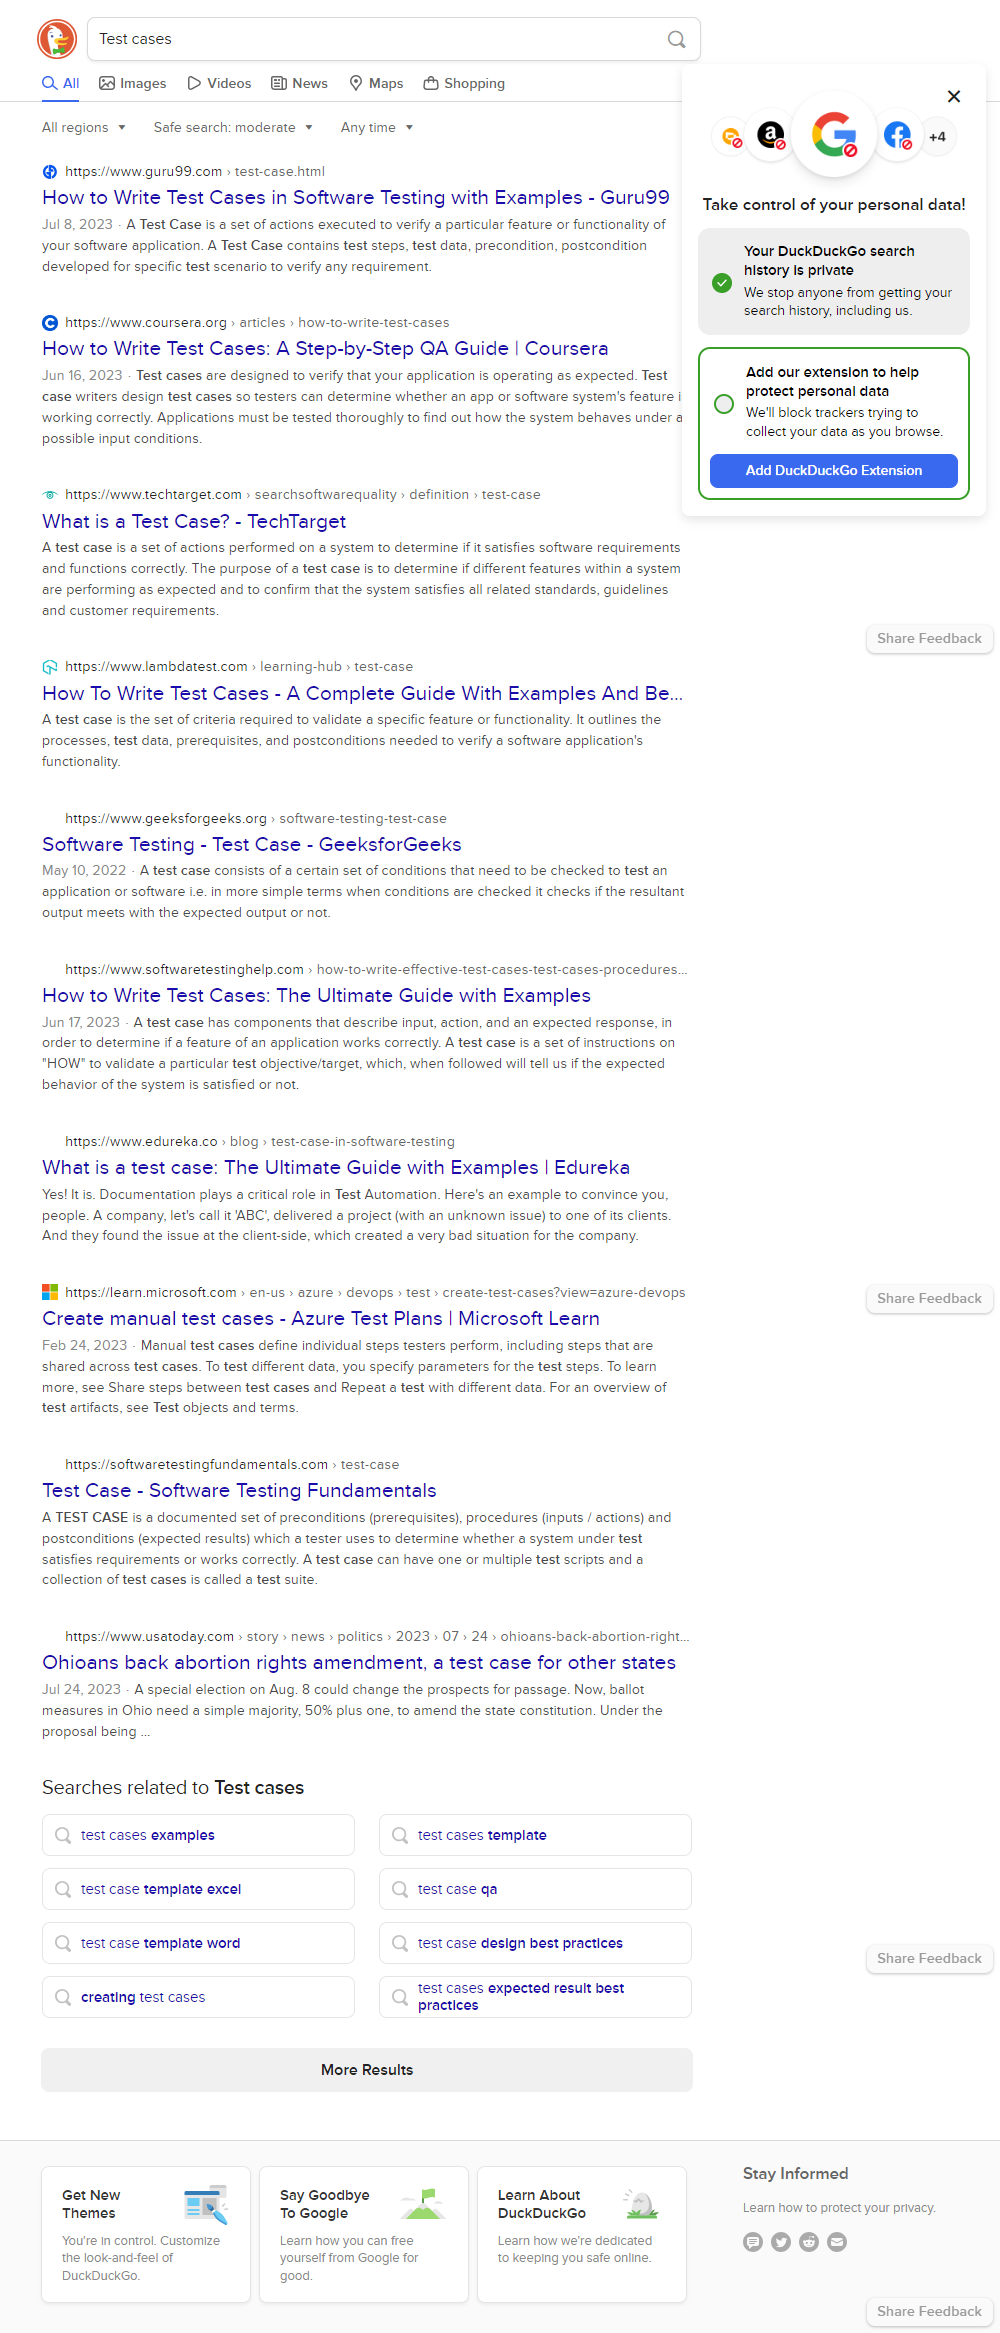 Test cases
All
Images
Videos
News
Maps
Shopping
All regions
Safe search: moderate
Any time
https://www.guru99.com › test-case.html
How to Write Test Cases in Software Testing with Examples - Guru99
Jul 8, 2023 · A Test Case is a set of actions executed to verify a particular feature or functionality of
your software application. A Test Case contains test steps, test data, precondition, postcondition
developed for specific test scenario to verify any requirement.
https://www.coursera.org › articles › how-to-write-test-cases
How to Write Test Cases: A Step-by-Step QA Guide | Coursera
Jun 16, 2023 · Test cases are designed to verify that your application is operating as expected. Test
case writers design test cases so testers can determine whether an app or software system's feature i
working correctly. Applications must be tested thoroughly to find out how the system behaves under a
possible input conditions.
https://www.techtarget.com › searchsoftwarequality › definition › test-case
What is a Test Case? - TechTarget
A test case is a set of actions performed on a system to determine if it satisfies software requirements
and functions correctly. The purpose of a test case is to determine if different features within a system
are performing as expected and to confirm that the system satisfies all related standards, guidelines
and customer requirements.
https://www.lambdatest.com › learning-hub › test-case
How To Write Test Cases - A Complete Guide With Examples And Be...
A test case is the set of criteria required to validate a specific feature or functionality. It outlines the
processes, test data, prerequisites, and postconditions needed to verify a software application's
functionality.
https://www.geeksforgeeks.org › software-testing-test-case
Software Testing - Test Case - GeeksforGeeks
May 10, 2022 · A test case consists of a certain set of conditions that need to be checked to test an
application or software i.e. in more simple terms when conditions are checked it checks if the resultant
output meets with the expected output or not.
https://www.softwaretestinghelp.com › how-to-write-effective-test-cases-test-cases-procedures...
How to Write Test Cases: The Ultimate Guide with Examples
Jun 17, 2023 · A test case has components that describe input, action, and an expected response, in
order to determine if a feature of an application works correctly. A test case is a set of instructions on
"HOW" to validate a particular test objective/target, which, when followed will tell us if the expected
behavior of the system is satisfied or not.
https://www.edureka.co › blog › test-case-in-software-testing
What is a test case: The Ultimate Guide with Examples | Edureka
Yes! It is. Documentation plays a critical role in Test Automation. Here's an example to convince you,
people. A company, let's call it 'ABC', delivered a project (with an unknown issue) to one of its clients.
And they found the issue at the client-side, which created a very bad situation for the company.
https://learn.microsoft.com › en-us › azure › devops › test › create-test-cases?view=azure-devops
Create manual test cases - Azure Test Plans | Microsoft Learn
Feb 24, 2023 · Manual test cases define individual steps testers perform, including steps that are
shared across test cases. To test different data, you specify parameters for the test steps. To learn
more, see Share steps between test cases and Repeat a test with different data. For an overview of
test artifacts, see Test objects and terms.
https://softwaretestingfundamentals.com › test-case
Test Case - Software Testing Fundamentals
A TEST CASE is a documented set of preconditions (prerequisites), procedures (inputs / actions) and
postconditions (expected results) which a tester uses to determine whether a system under test
satisfies requirements or works correctly. A test case can have one or multiple test scripts and a
collection of test cases is called a test suite.
https://www.usatoday.com › story › news › politics › 2023 › 07 › 24 › ohioans-back-abortion-right...
Ohioans back abortion rights amendment, a test case for other states
Jul 24, 2023 · A special election on Aug. 8 could change the prospects for passage. Now, ballot
measures in Ohio need a simple majority, 50% plus one, to amend the state constitution. Under the
proposal being ...
Searches related to Test cases
test cases examples
test cases template
test case template excel
test case qa
test case template word
test case design best practices
creating test cases
test cases expected result best
practices
More Results
+4
Take control of your personal data!
Your DuckDuckGo search
history is private
We stop anyone from getting your
search history, including us.
Add our extension to help
protect personal data
We'll block trackers trying to
collect your data as you browse.
Add DuckDuckGo Extension
Share Feedback
Share Feedback
Share Feedback
Get New
Themes
You're in control. Customize
the look-and-feel of
DuckDuckGo.
Say Goodbye
To Google
Learn how you can free
yourself from Google for
good.
Learn About
DuckDuckGo
Learn how we're dedicated
to keeping you safe online.
Stay Informed
Learn how to protect your privacy.
Share Feedback